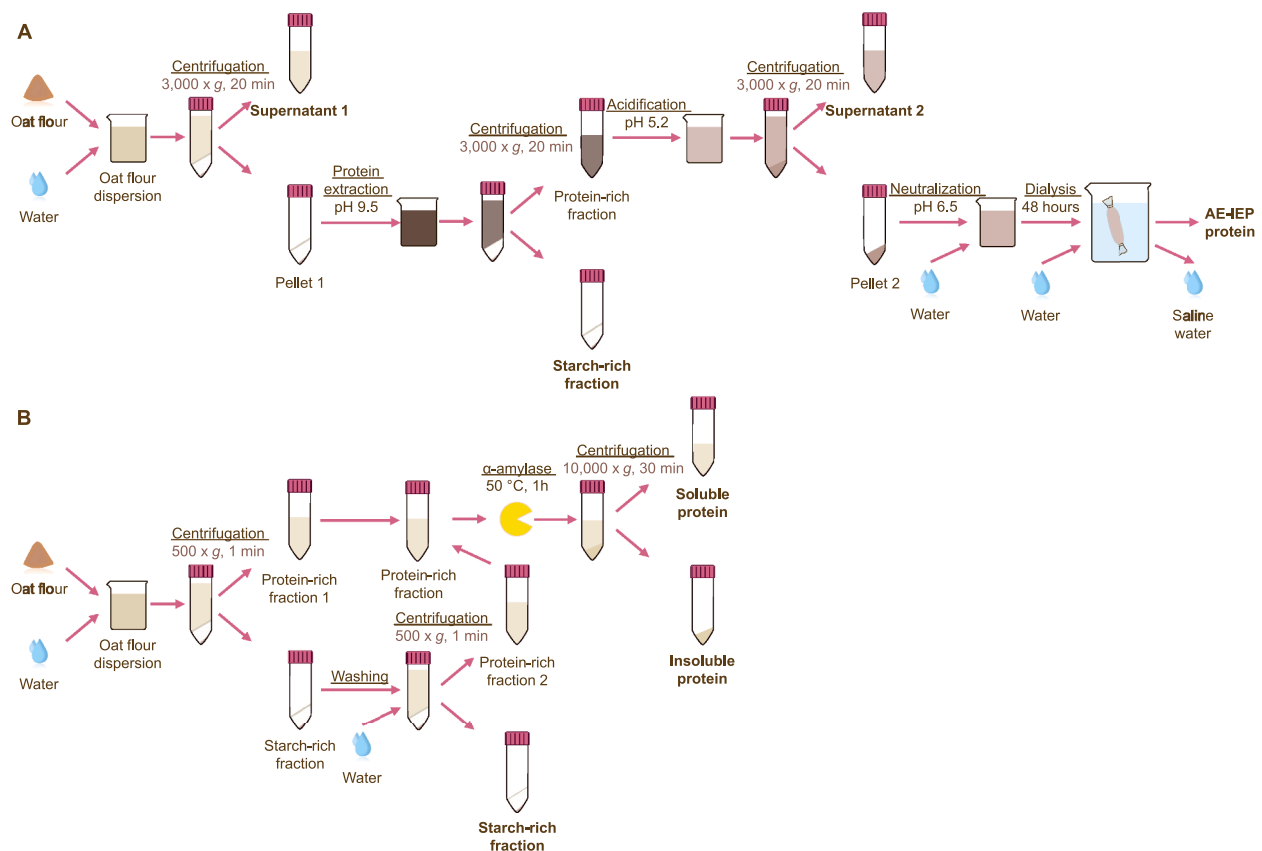 A
Oat flour
Water
Oat flour
dispersion
Centrifugation
3,000 x g, 20 min
Supernatant 1
Pellet 1
Protein
extraction
pH 9.5
Centrifugation
3,000 x g, 20 min
Protein-rich
fraction
Starch-rich
fraction
Acidification
pH 5.2
Centrifugation
3,000 x g, 20 min
Supernatant 2
Pellet 2
Neutralization
pH 6.5
Water
Dialysis
48 hours
Water
AE-IEP
protein
Saline
water
B
Oat flour
Water
Oat flour
dispersion
Centrifugation
500 x g, 1 min
Protein-rich
fraction 1
Starch-rich
fraction
Washing
Water
Centrifugation
500 x g, 1 min
Protein-rich
fraction 2
Starch-rich
fraction
Protein-rich
fraction
α-amylase
50 °C, 1h
Centrifugation
10,000 x g, 30 min
Soluble
protein
Insoluble
protein